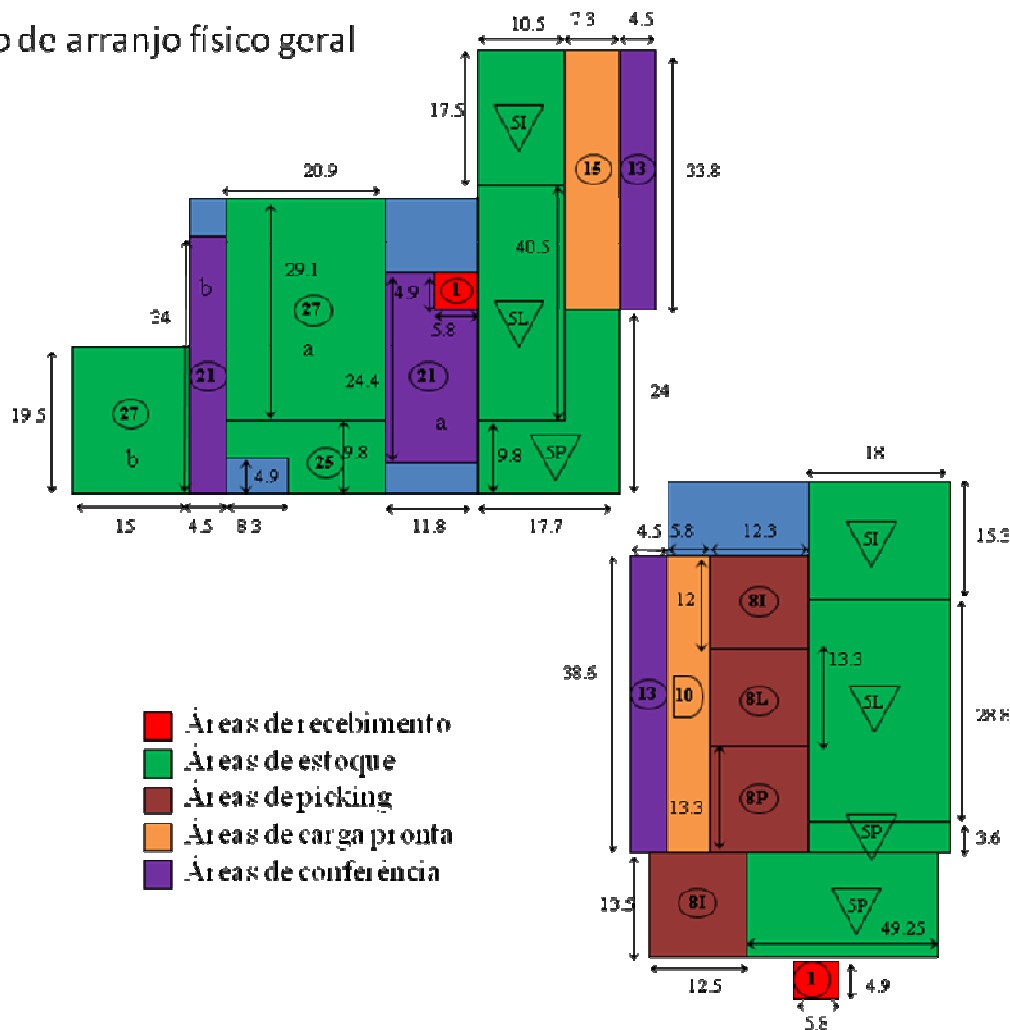 o de arranjo físico geral
10.5 7.3 4.5
17.5
5I
15
13
33.8
20.9
40.5
29.1
4.9
1
b
27
a
5.8
5L
34
24.4
21
21
24
19.5
27
b
a
25
9.8
9.8
5P
4.9
15 4.5 8.3 11.8 17.7
18
4.5 5.8 12.3
5I
15.3
12
8I
13.3
38.5
13
10
8L
5L
28.8
13.3
8P
5P
3.6
13.5
8I
5P
49.25
12.5
1
4.9
5.8
Áreas de recebimento
Áreas de estoque
Áreas de picking
Áreas de carga pronta
Áreas de conferência